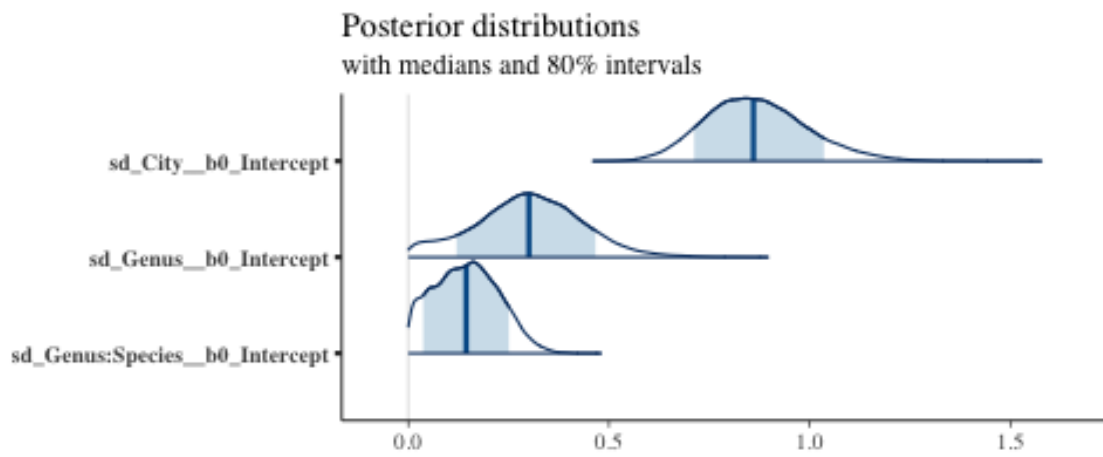 Posterior distributions
with medians and 80% intervals
sd_City__b0_Intercept
sd_Genus__b0_Intercept
sd_Genus:Species__b0_Intercept
0.0 0.5 1.0 1.5